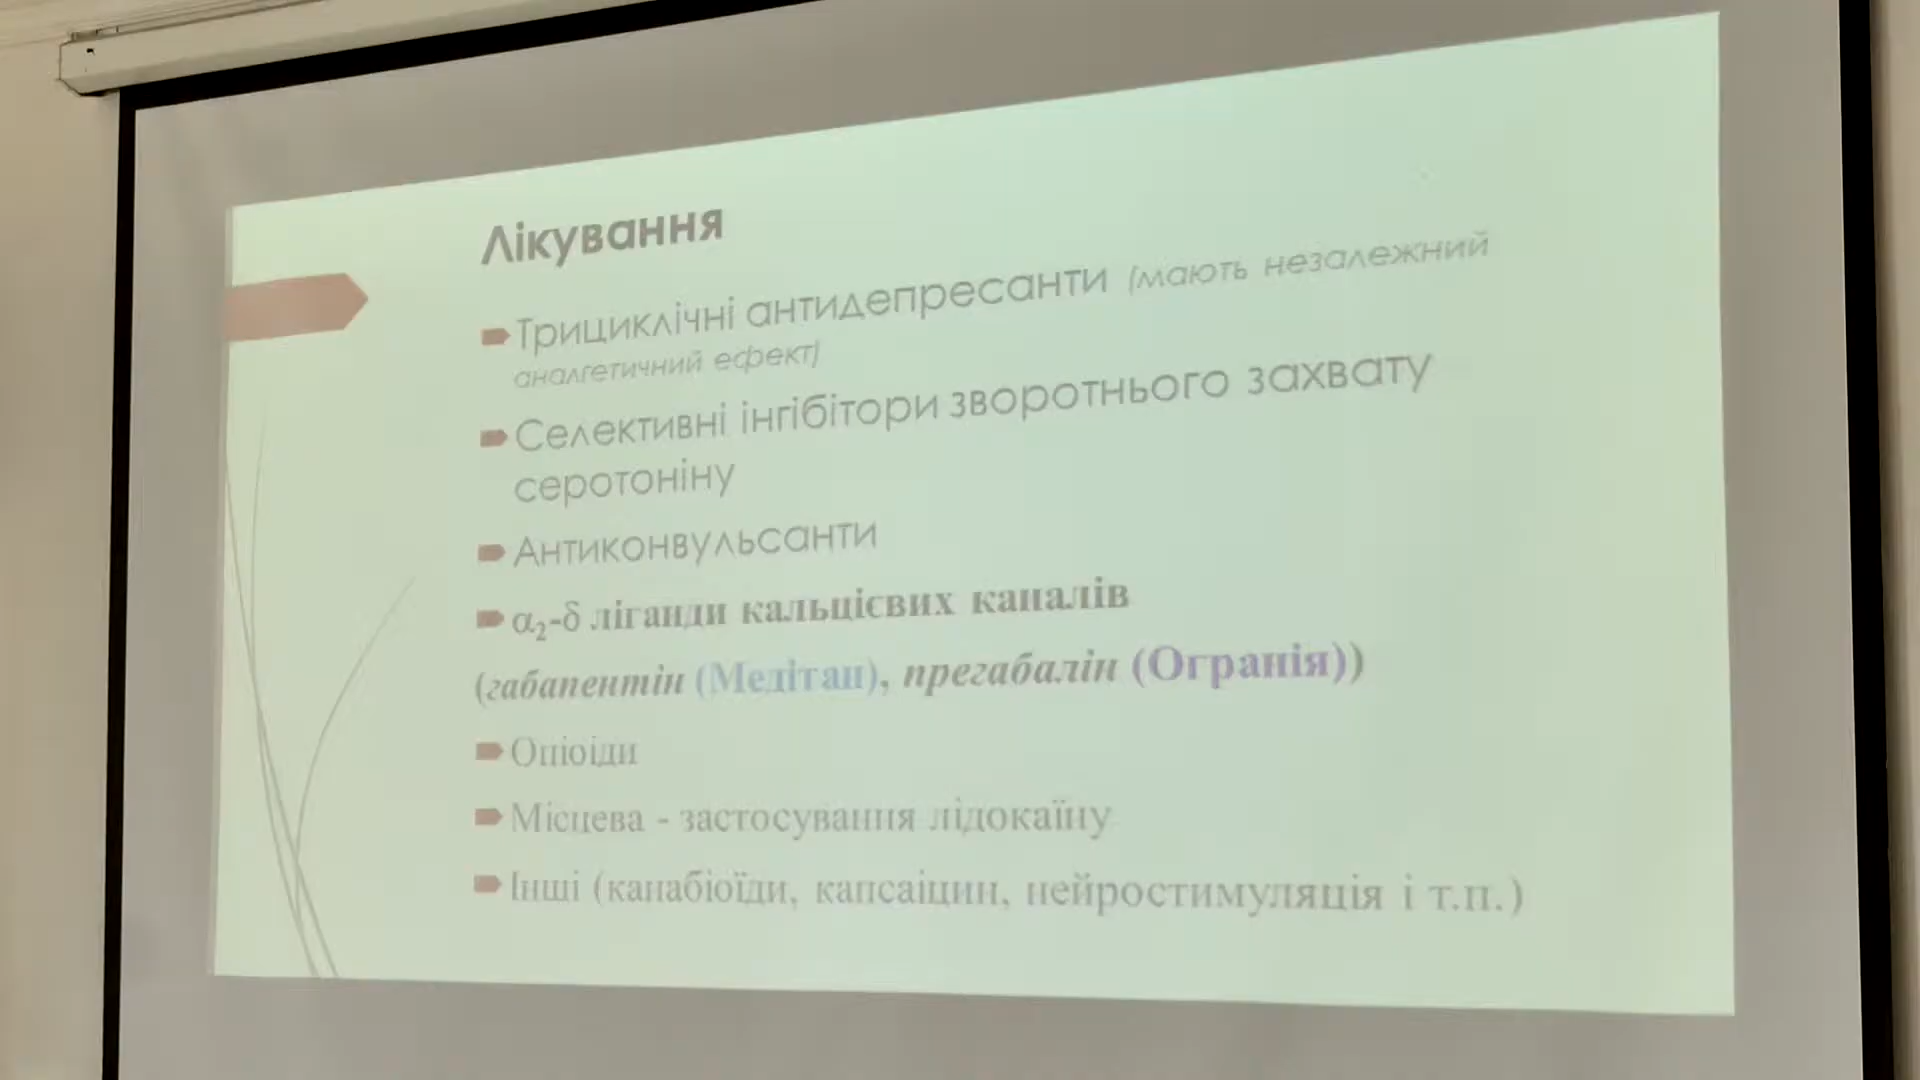 Лікування
Трициклічні антидепресанти (мають незалежний
аналгетичний ефект)
Селективні інгібітори зворотнього захвату
серотоніну
Антиконвульсанти
α₂-δ ліганди кальцієвих каналів
(габапентін (Медітан), прегабалін (Огранія))
Опіоїди
Місцева - застосування лідокаїну
Інші (канабіоїди, капсаіцин, нейростимуляція і т.п.)